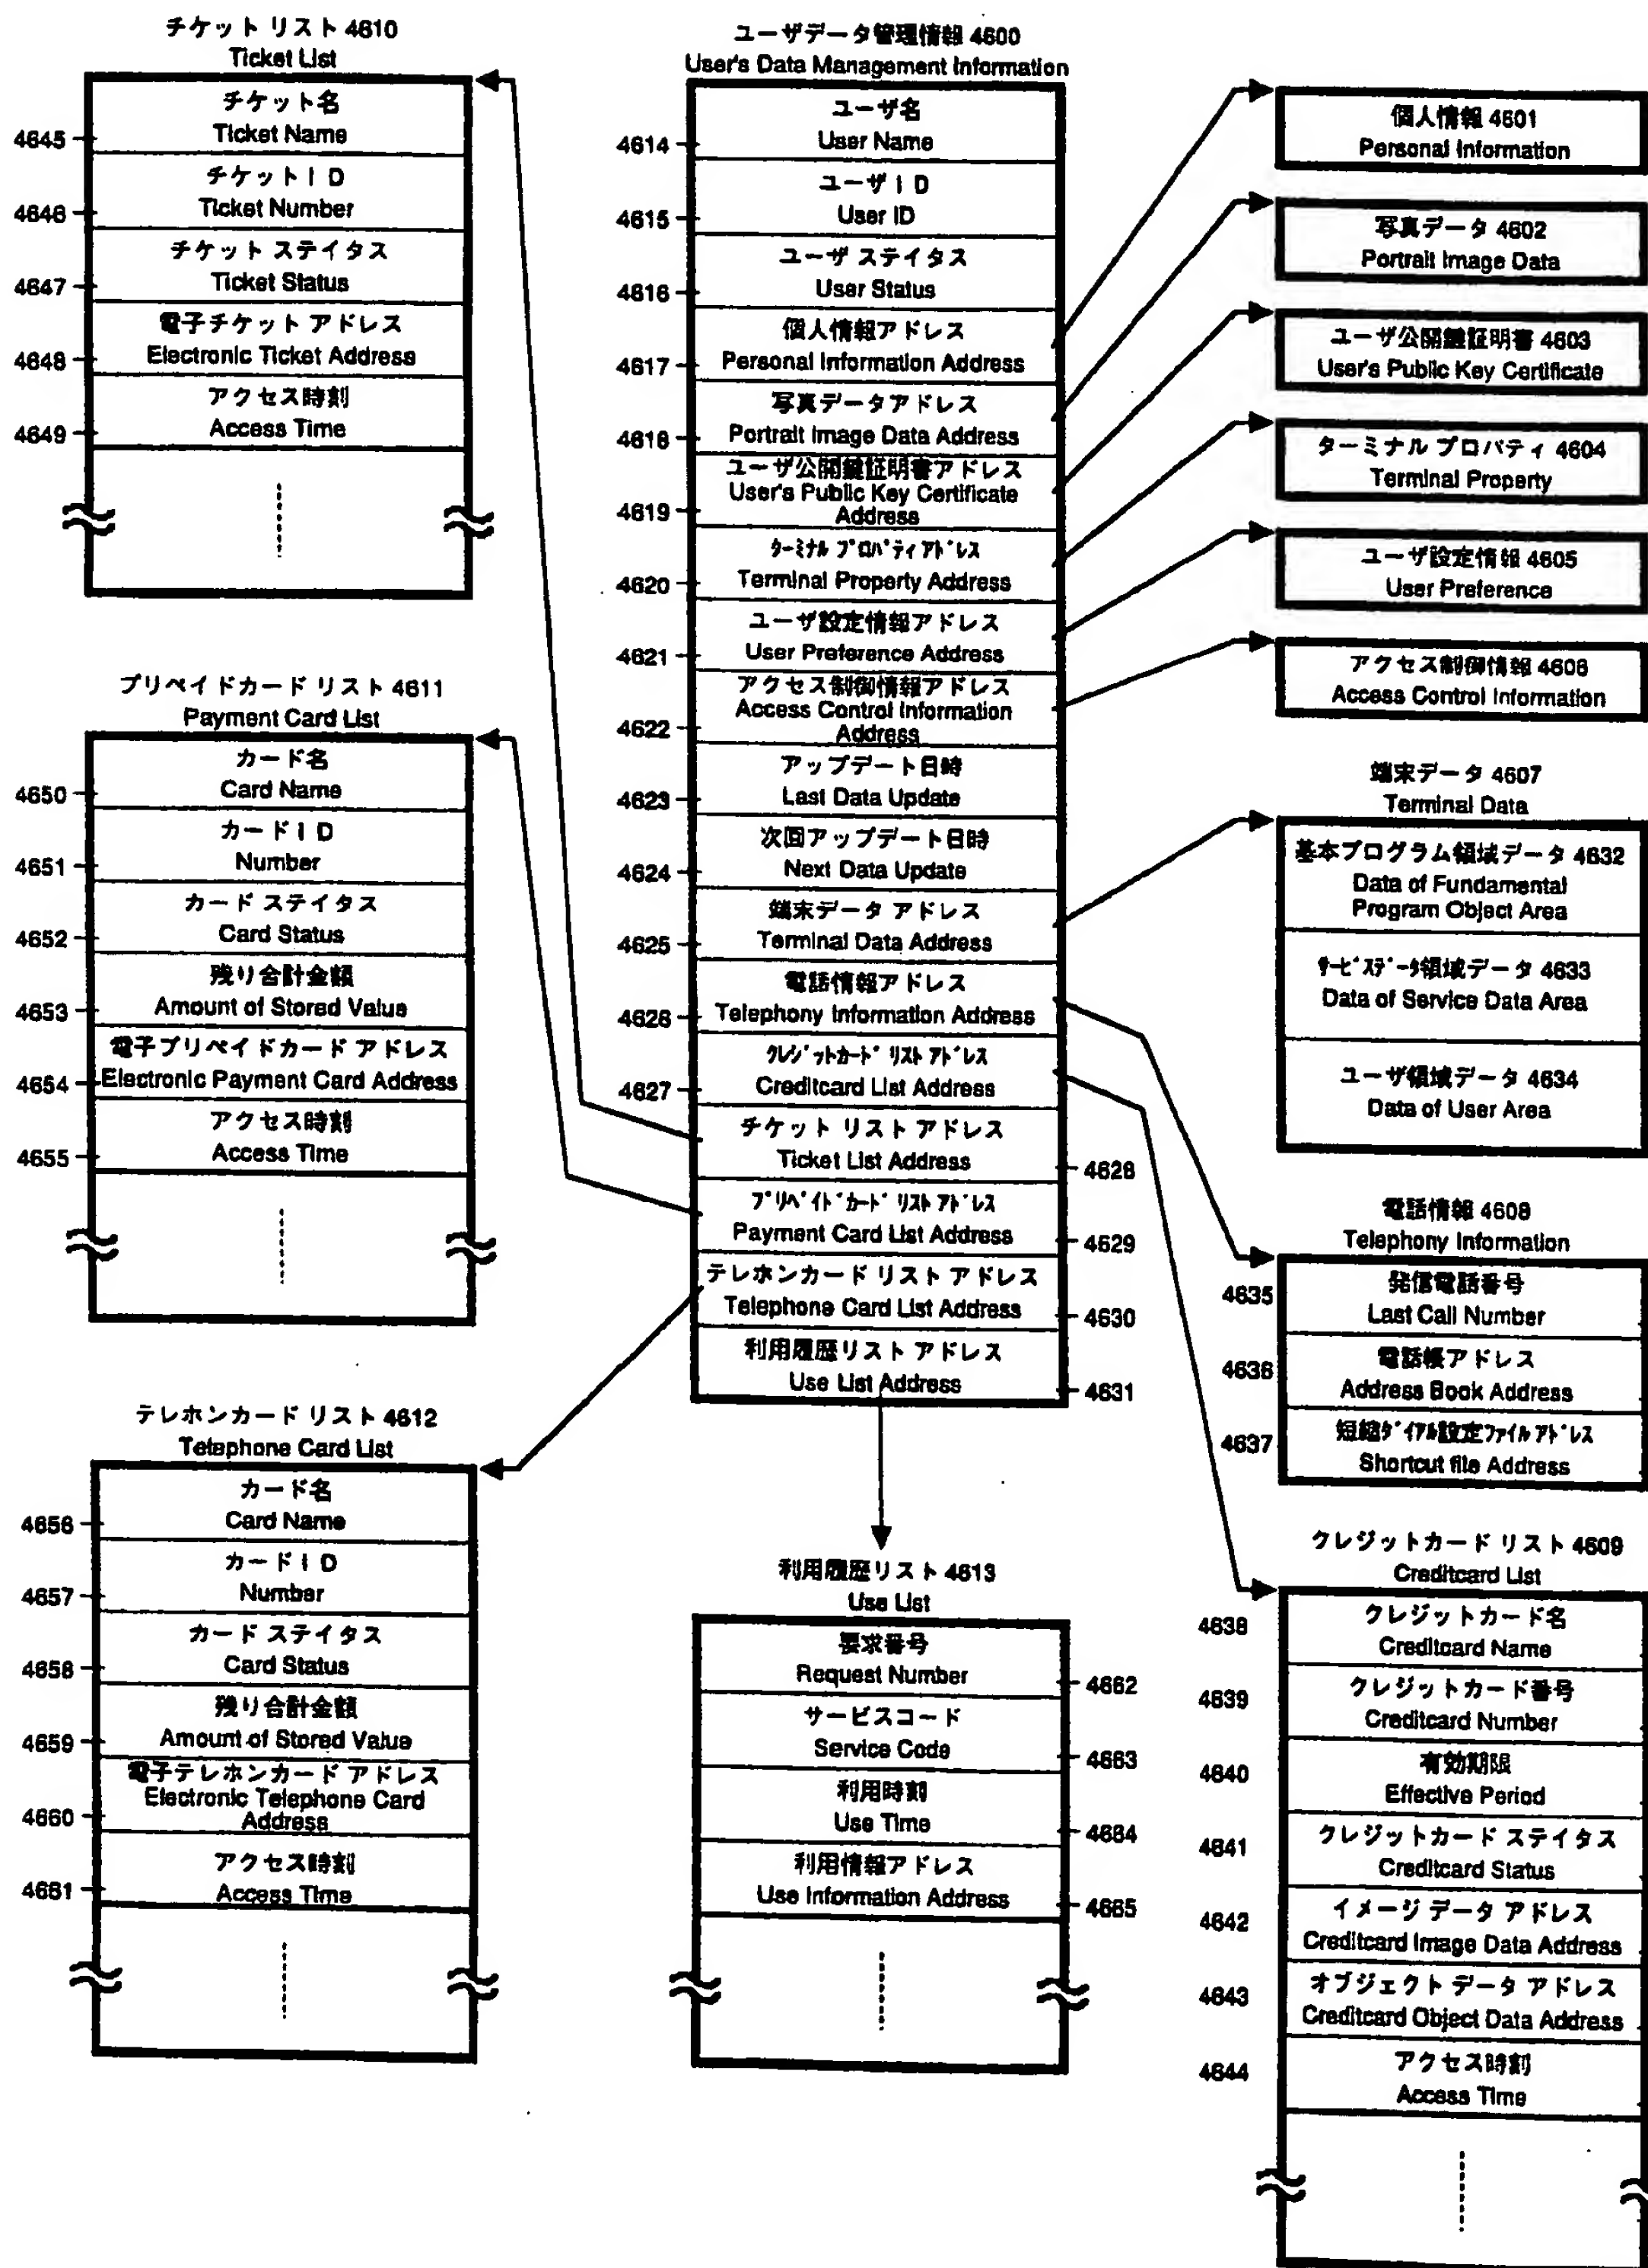 チケット リスト 4610
Ticket List
チケット名
Ticket Name
4645
チケットID
Ticket Number
4646
チケット ステイタス
Ticket Status
4647
電子チケット アドレス
Electronic Ticket Address
4648
アクセス時刻
Access Time
4649
プリペイドカード リスト 4611
Payment Card List
カード名
Card Name
4650
カードID
Number
4651
カード ステイタス
Card Status
4652
残り合計金額
Amount of Stored Value
4653
電子プリペイドカード アドレス
Electronic Payment Card Address
4654
アクセス時刻
Access Time
4655
テレホンカード リスト 4612
Telephone Card List
カード名
Card Name
4656
カードID
Number
4657
カード ステイタス
Card Status
4658
残り合計金額
Amount of Stored Value
4659
電子テレホンカード アドレス
Electronic Telephone Card
Address
4660
アクセス時刻
Access Time
4661
ユーザデータ管理情報 4600
User's Data Management Information
ユーザ名
User Name
4614
ユーザID
User ID
4615
ユーザ ステイタス
User Status
4616
個人情報アドレス
Personal Information Address
4617
写真データアドレス
Portrait Image Data Address
4618
ユーザ公開鍵証明書アドレス
User's Public Key Certificate
Address
4619
ターミナル プロパティ アドレス
Terminal Property Address
4620
ユーザ設定情報アドレス
User Preference Address
4621
アクセス制御情報アドレス
Access Control Information
Address
4622
アップデート日時
Last Data Update
4623
次回アップデート日時
Next Data Update
4624
端末データ アドレス
Terminal Data Address
4625
電話情報アドレス
Telephony Information Address
4626
クレジットカード リスト アドレス
Creditcard List Address
4627
チケット リスト アドレス
Ticket List Address
4628
プリペイドカード リスト アドレス
Payment Card List Address
4629
テレホンカード リスト アドレス
Telephone Card List Address
4630
利用履歴リスト アドレス
Use List Address
4631
利用履歴リスト 4613
Use List
要求番号
Request Number
4662
サービスコード
Service Code
4663
利用時刻
Use Time
4664
利用情報アドレス
Use Information Address
4665
個人情報 4601
Personal Information
写真データ 4602
Portrait Image Data
ユーザ公開鍵証明書 4603
User's Public Key Certificate
ターミナル プロパティ 4604
Terminal Property
ユーザ設定情報 4605
User Preference
アクセス制御情報 4606
Access Control Information
端末データ 4607
Terminal Data
基本プログラム領域データ 4632
Data of Fundamental
Program Object Area
サービスデータ領域データ 4633
Data of Service Data Area
ユーザ領域データ 4634
Data of User Area
電話情報 4608
Telephony Information
発信電話番号
4635
Last Call Number
電話帳アドレス
4636
Address Book Address
短縮ダイアル設定ファイルアドレス
4637
Shortcut file Address
クレジットカード リスト 4609
Creditcard List
クレジットカード名
4638
Creditcard Name
クレジットカード番号
4639
Creditcard Number
有効期限
4640
Effective Period
クレジットカード ステイタス
4641
Creditcard Status
イメージ データ アドレス
4642
Creditcard Image Data Address
オブジェクト データ アドレス
4643
Creditcard Object Data Address
アクセス時刻
4644
Access Time